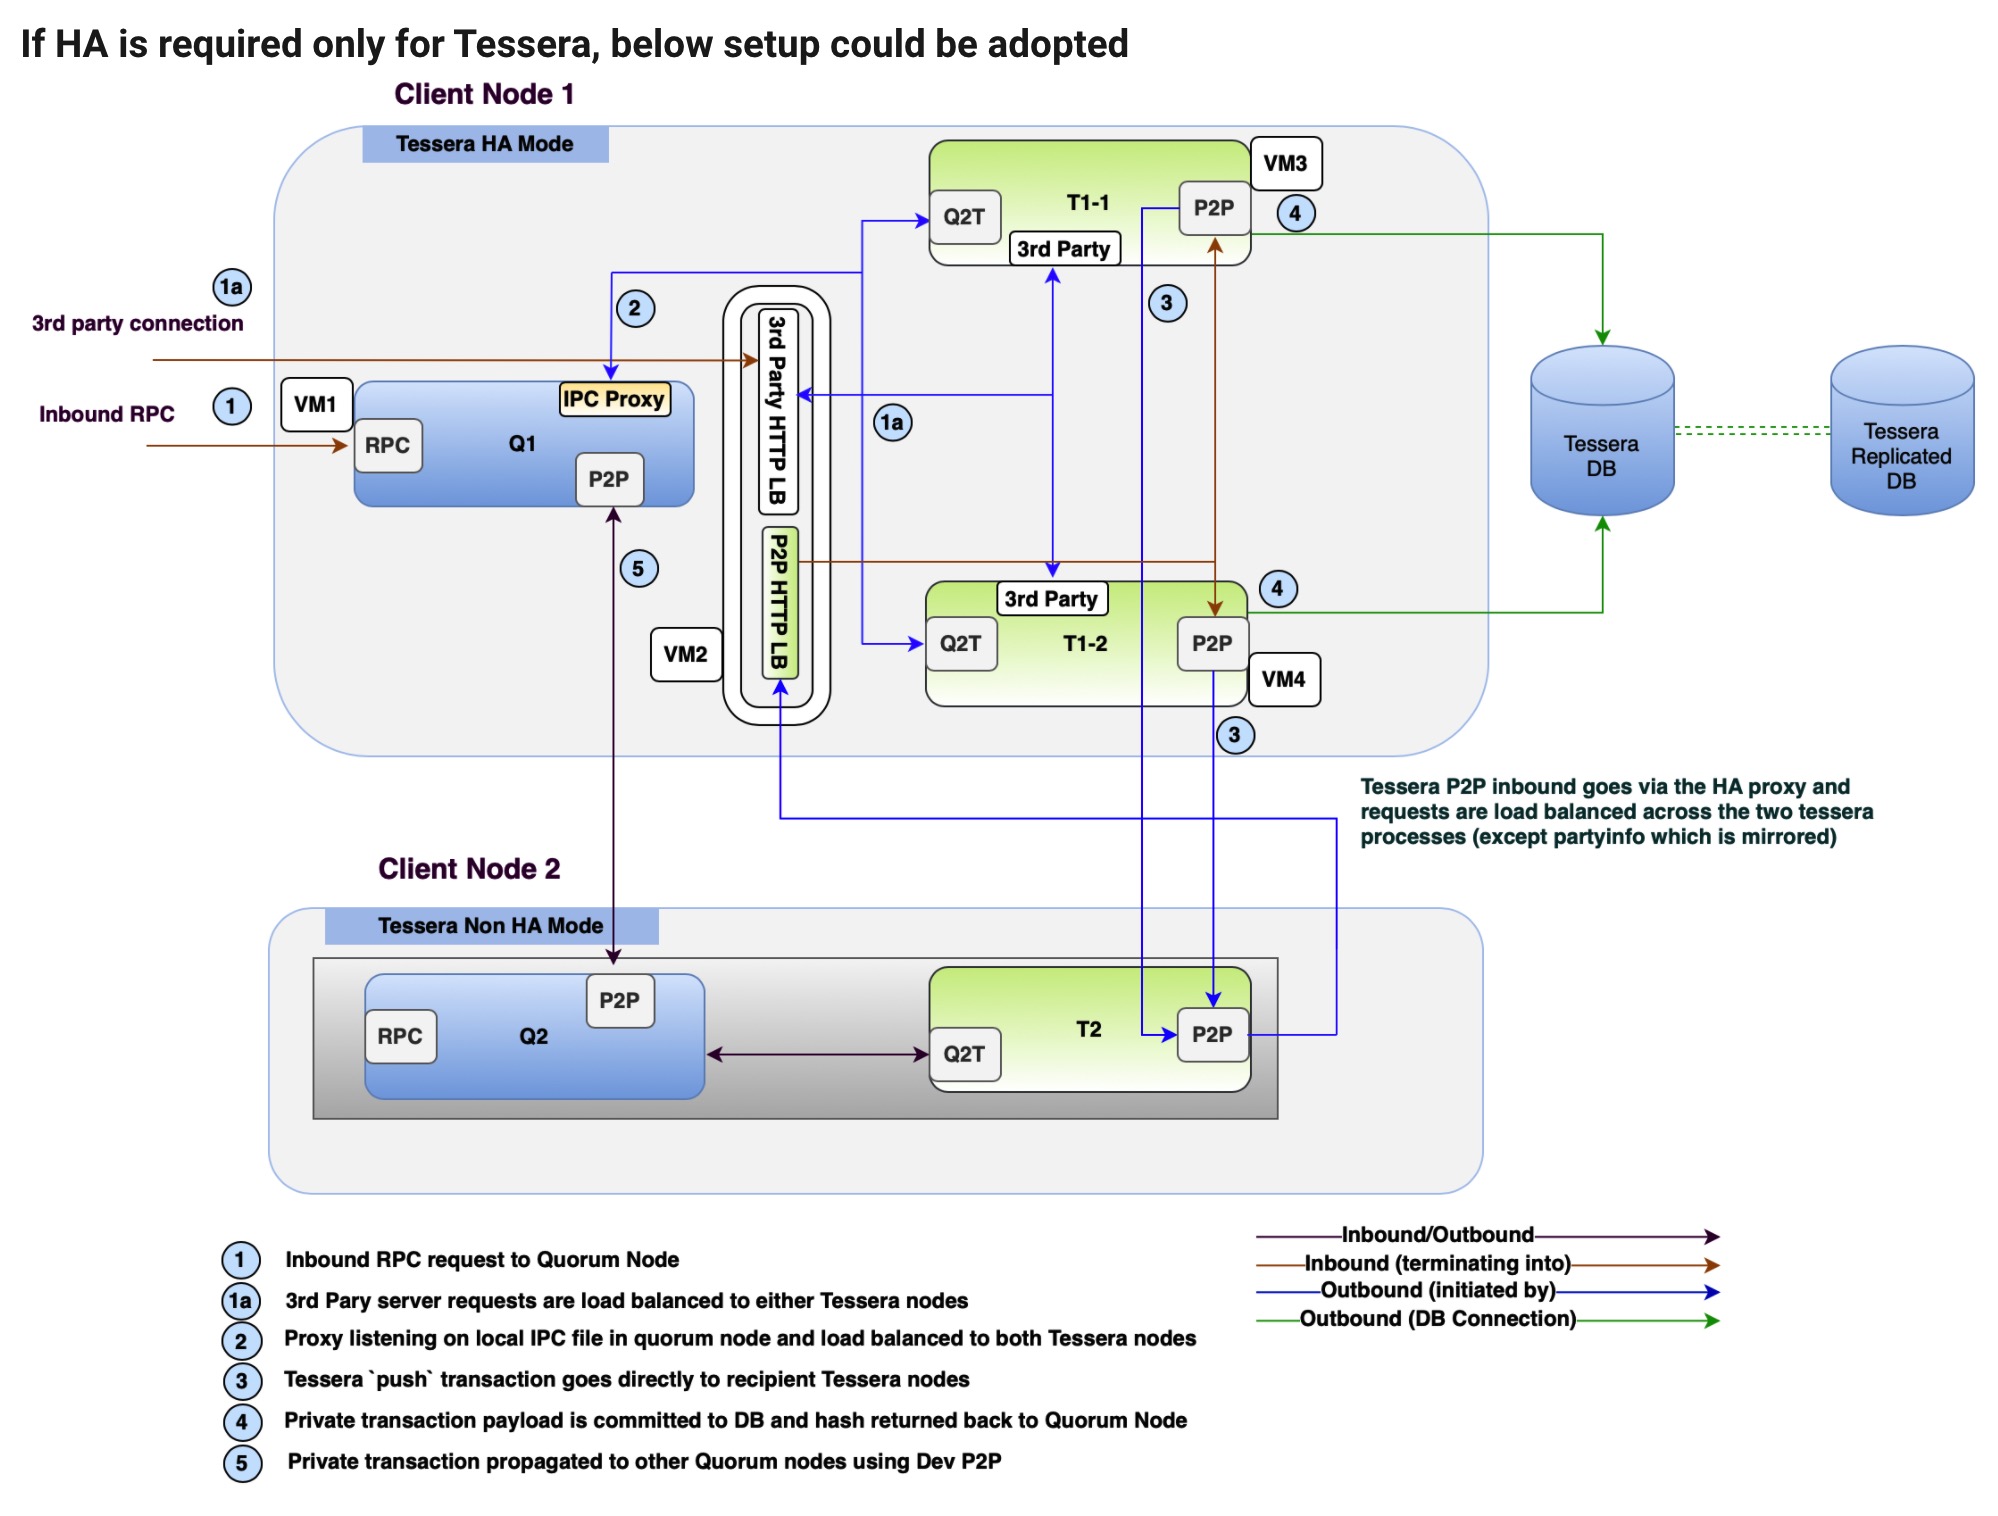 If HA is required only for Tessera, below setup could be adopted
Client Node 1
Tessera HA Mode
VM3
T1-1
Q2T
P2P
4
3rd Party
1a
3rd party connection
2
3
3rd Party HTTP LB
VM1
IPC Proxy
Inbound RPC
1
RPC
Q1
P2P
1a
Tessera
DB
Tessera
Replicated
DB
5
P2P HTTP LB
4
3rd Party
VM2
Q2T
T1-2
P2P
VM4
3
Tessera P2P inbound goes via the HA proxy and
requests are load balanced across the two tessera
processes (except partyinfo which is mirrored)
Client Node 2
Tessera Non HA Mode
P2P
RPC
Q2
T2
Q2T
P2P
1 Inbound RPC request to Quorum Node
1a 3rd Pary server requests are load balanced to either Tessera nodes
2 Proxy listening on local IPC file in quorum node and load balanced to both Tessera nodes
3 Tessera `push` transaction goes directly to recipient Tessera nodes
4 Private transaction payload is committed to DB and hash returned back to Quorum Node
5 Private transaction propagated to other Quorum nodes using Dev P2P
Inbound/Outbound
Inbound (terminating into)
Outbound (initiated by)
Outbound (DB Connection)